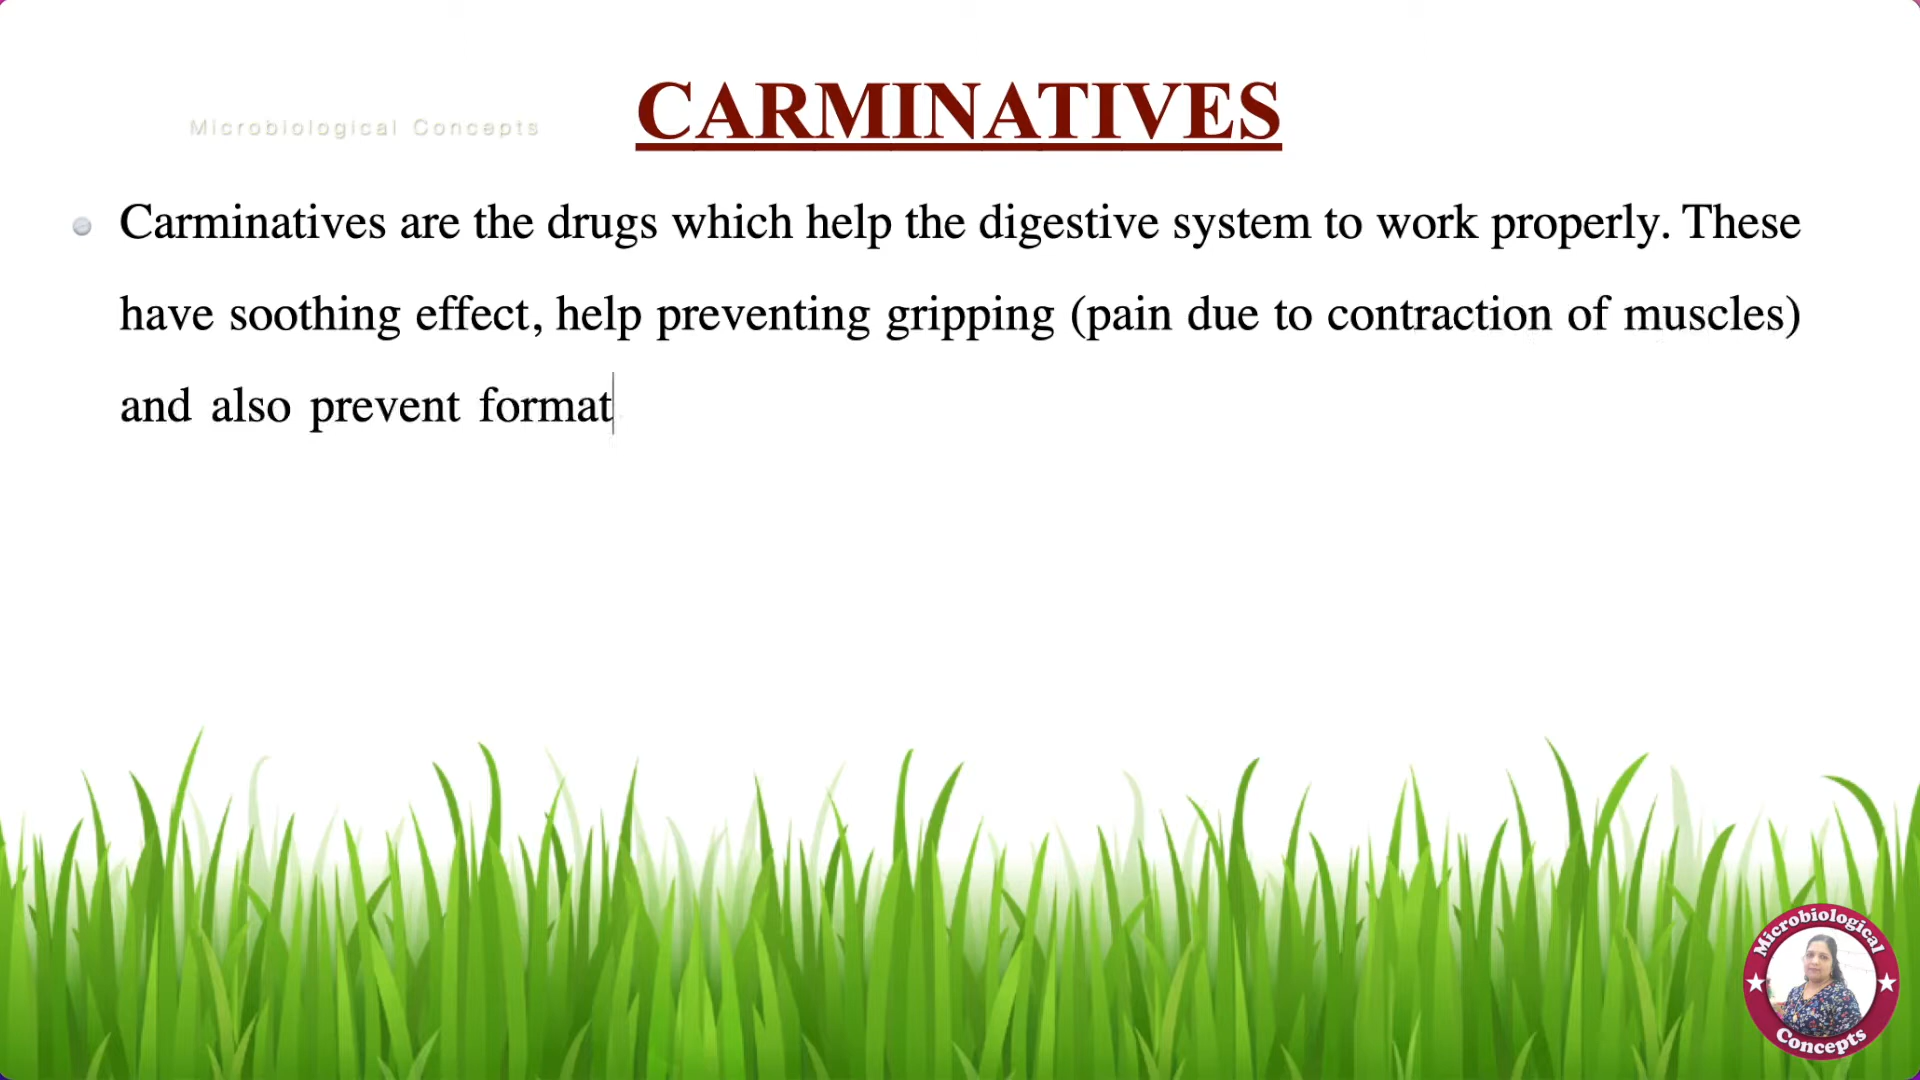 CARMINATIVES
Microbiological Concepts
Carminatives are the drugs which help the digestive system to work properly. These
have soothing effect, help preventing gripping (pain due to contraction of muscles)
and also prevent format
Microbiological
Concepts